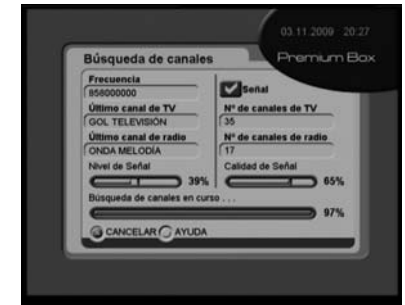 03.11.2009 20:27
Premium Box
Búsqueda de canales
Frecuencia
858000000
Señal
Último canal de TV
GOL TELEVISIÓN
Nº de canales de TV
35
Último canal de radio
ONDA MELODÍA
Nº de canales de radio
17
Nivel de Señal
39%
Calidad de Señal
65%
Búsqueda de canales en curso . . .
97%
CANCELAR AYUDA